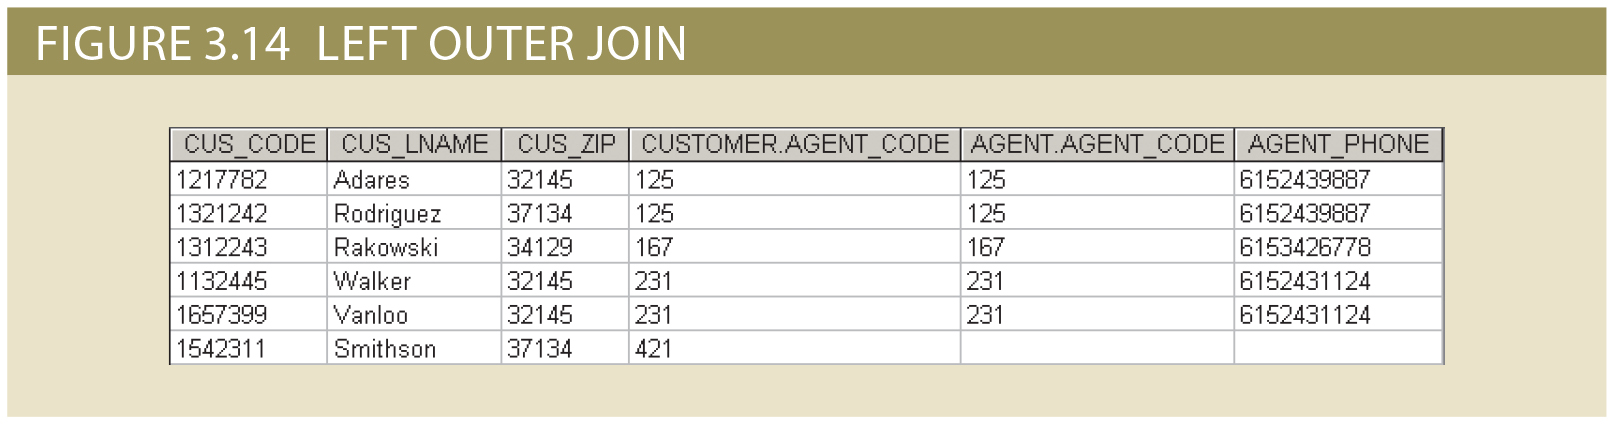 FIGURE 3.14 LEFT OUTER JOIN
CUS_CODE CUS_LNAME CUS_ZIP CUSTOMER.AGENT_CODE AGENT.AGENT_CODE AGENT_PHONE
1217782 Adares 32145 125 125 6152439887
1321242 Rodriguez 37134 125 125 6152439887
1312243 Rakowski 34129 167 167 6153426778
1132445 Walker 32145 231 231 6152431124
1657399 Vanloo 32145 231 231 6152431124
1542311 Smithson 37134 421